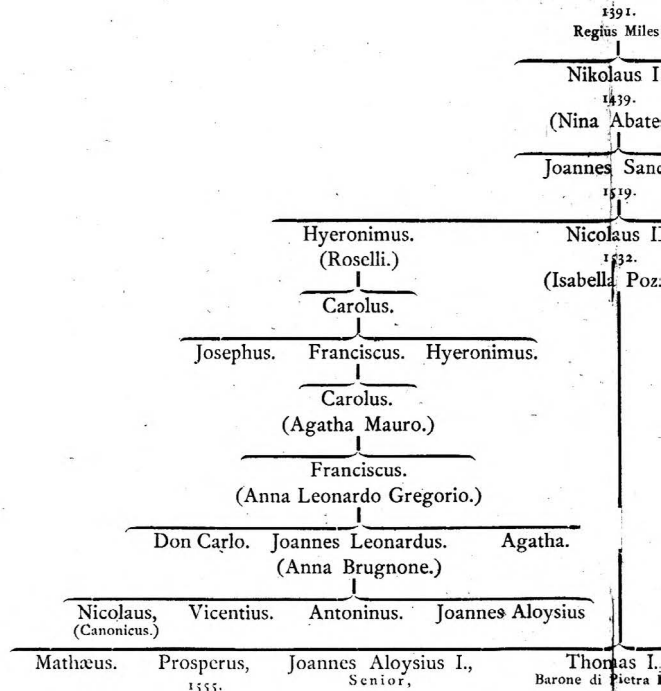 1391.
Regius Miles
Nikolaus I
1439.
(Nina Abate
Joannes Sanc
1519.
Hyeronimus. Nicolaus I
(Roselli.) 1532.
(Isabella Poz
Carolus.
Josephus. Franciscus. Hyeronimus.
Carolus.
(Agatha Mauro.)
Franciscus.
(Anna Leonardo Gregorio.)
Don Carlo. Joannes Leonardus. Agatha.
(Anna Brugnone.)
Nicolaus, Vicentius. Antoninus. Joannes Aloysius
(Canonicus.)
Mathæus. Prosperus, Joannes Aloysius I., Thomas I.,
1555. Senior, Barone di Pietra